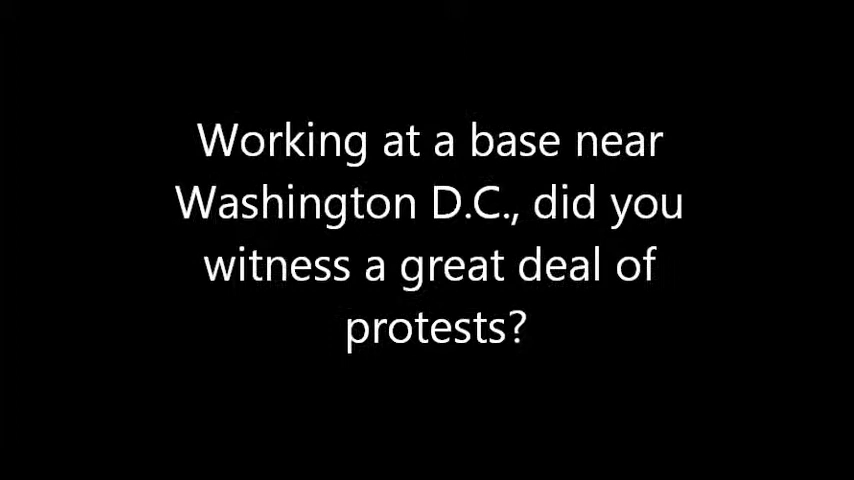 Working at a base near
Washington D.C., did you
witness a great deal of
protests?